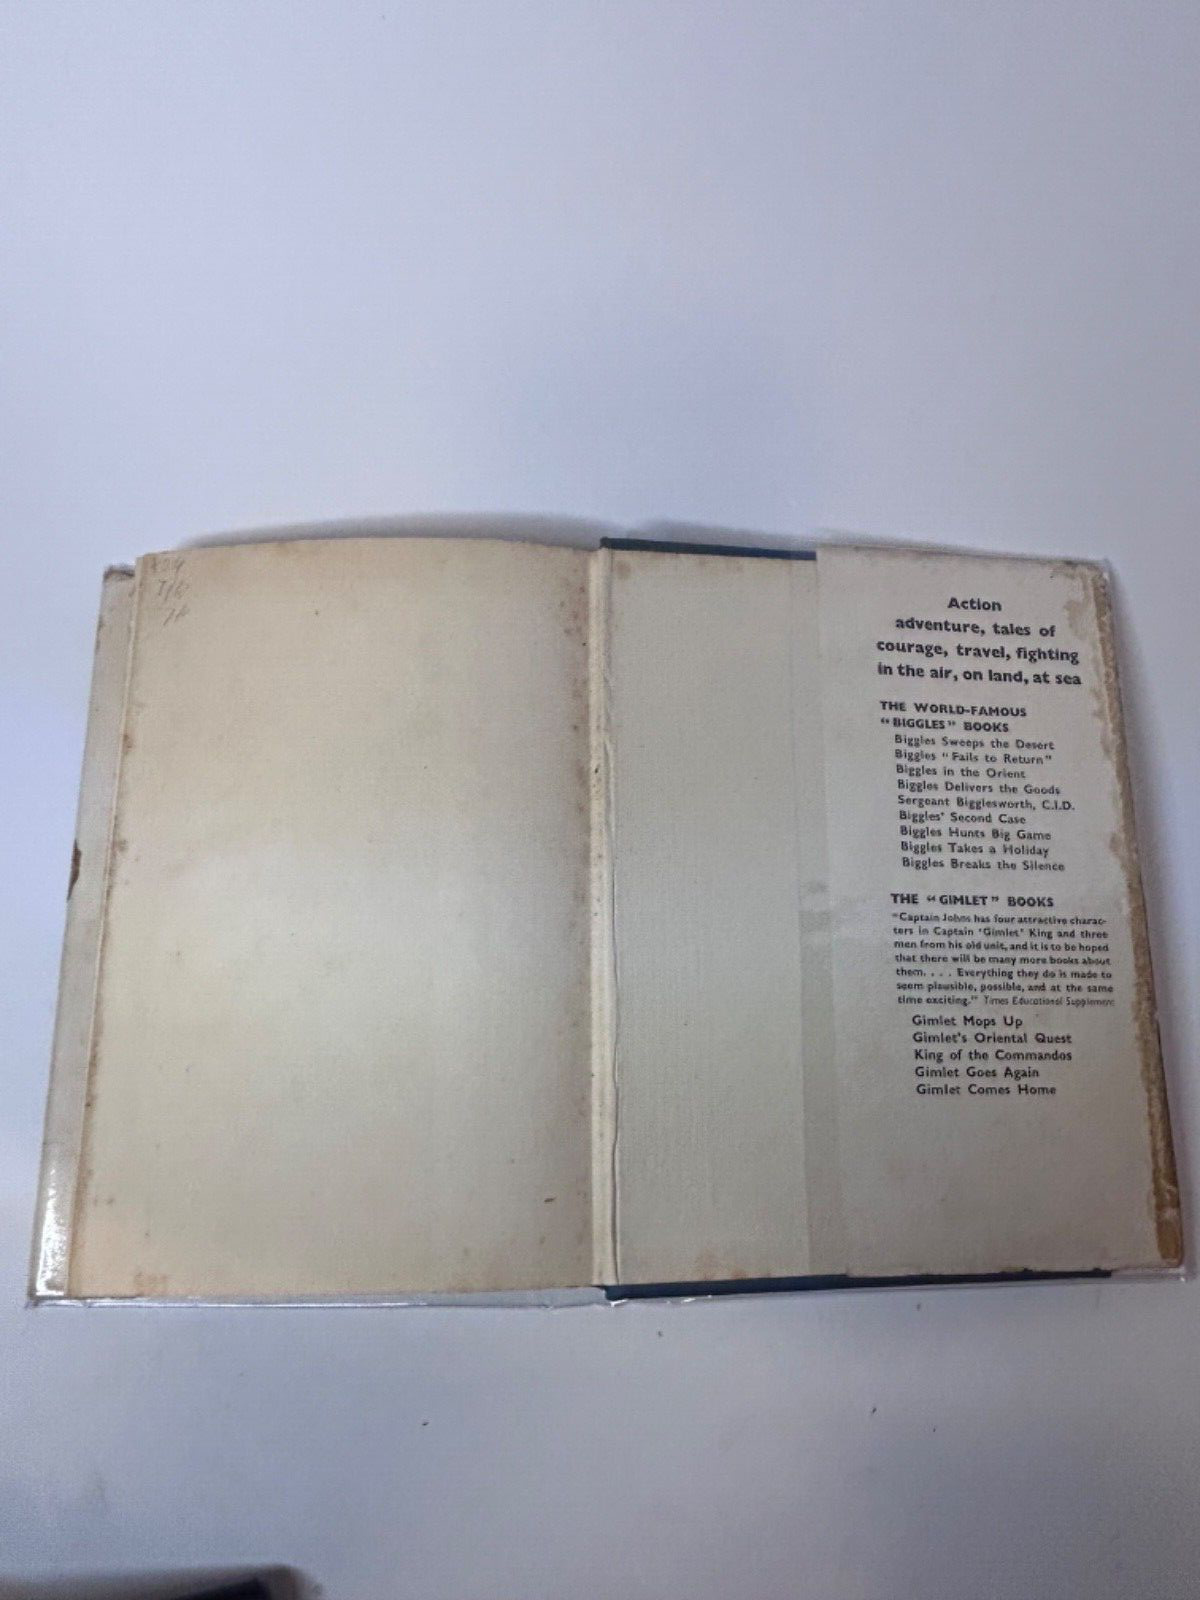 Action
adventure, tales of
courage, travel, fighting
in the air, on land, at sea
THE WORLD-FAMOUS
"BIGGLES" BOOKS
Biggles Sweeps the Desert
Biggles "Fails to Return"
Biggles in the Orient
Biggles Delivers the Goods
Sergeant Bigglesworth, C.I.D.
Biggles' Second Case
Biggles Hunts Big Game
Biggles Takes a Holiday
Biggles Breaks the Silence
THE "GIMLET" BOOKS
"Captain Johns has four attractive charac-
ters in Captain 'Gimlet' King and three
men from his old unit, and it is to be hoped
that there will be many more books about
them. . . . Everything they do is made to
seem plausible, possible, and at the same
time exciting." Times Educational Supplement
Gimlet Mops Up
Gimlet's Oriental Quest
King of the Commandos
Gimlet Goes Again
Gimlet Comes Home